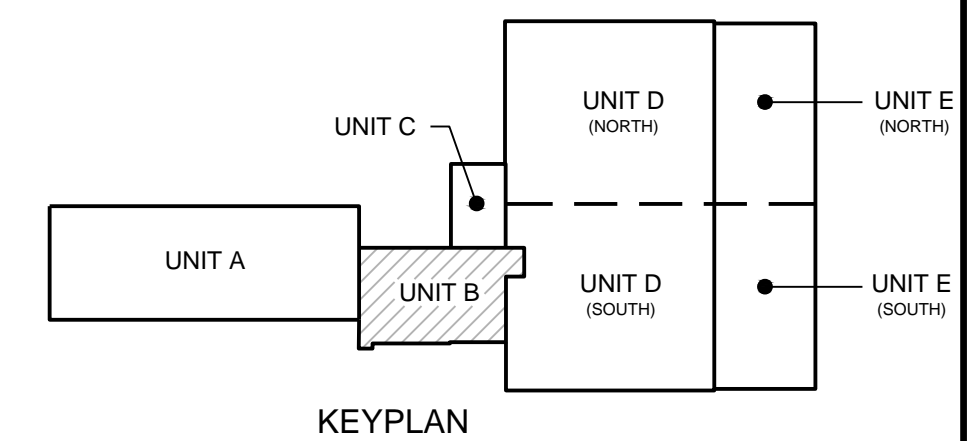 UNIT D
(NORTH)
UNIT E
(NORTH)
UNIT C
UNIT A
UNIT B
UNIT D
(SOUTH)
UNIT E
(SOUTH)
KEYPLAN